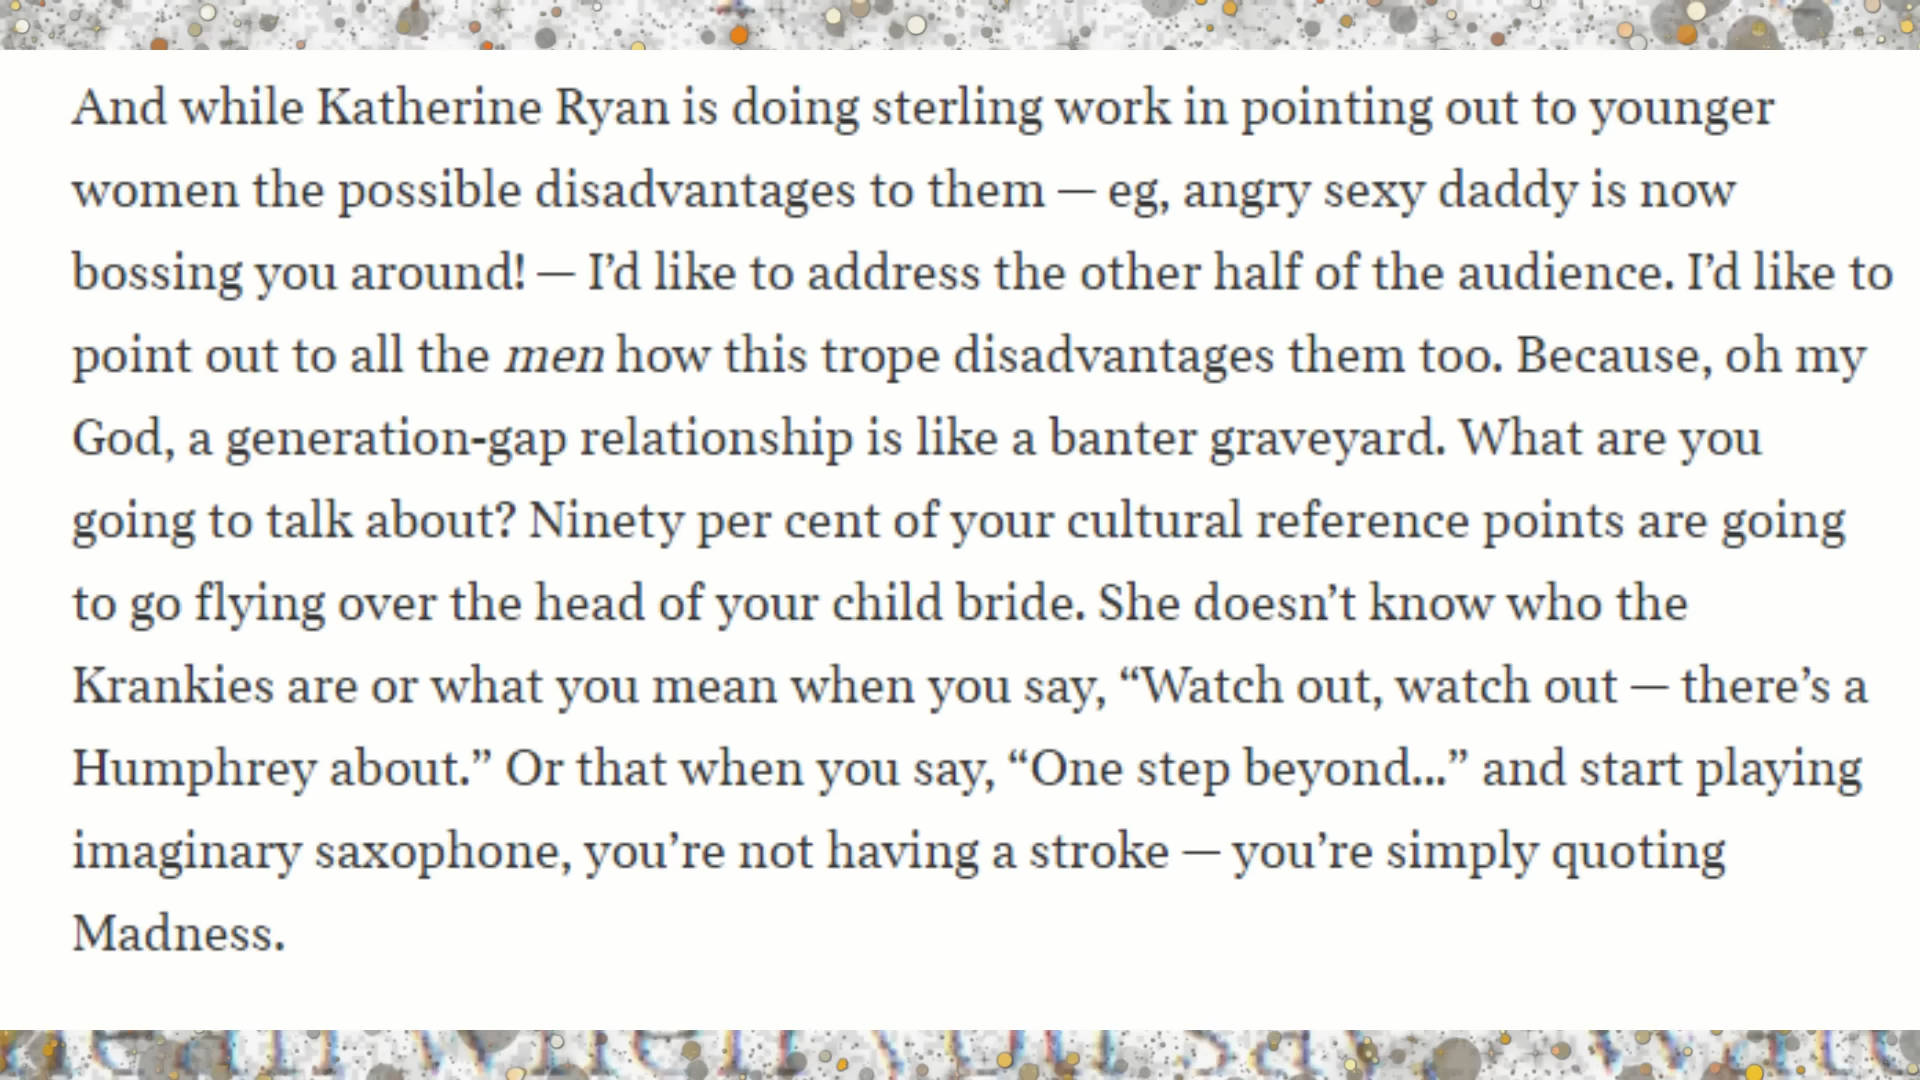 And while Katherine Ryan is doing sterling work in pointing out to younger
women the possible disadvantages to them — eg, angry sexy daddy is now
bossing you around! — I’d like to address the other half of the audience. I’d like to
point out to all the men how this trope disadvantages them too. Because, oh my
God, a generation-gap relationship is like a banter graveyard. What are you
going to talk about? Ninety per cent of your cultural reference points are going
to go flying over the head of your child bride. She doesn’t know who the
Krankies are or what you mean when you say, “Watch out, watch out — there’s a
Humphrey about.” Or that when you say, “One step beyond...” and start playing
imaginary saxophone, you’re not having a stroke — you’re simply quoting
Madness.